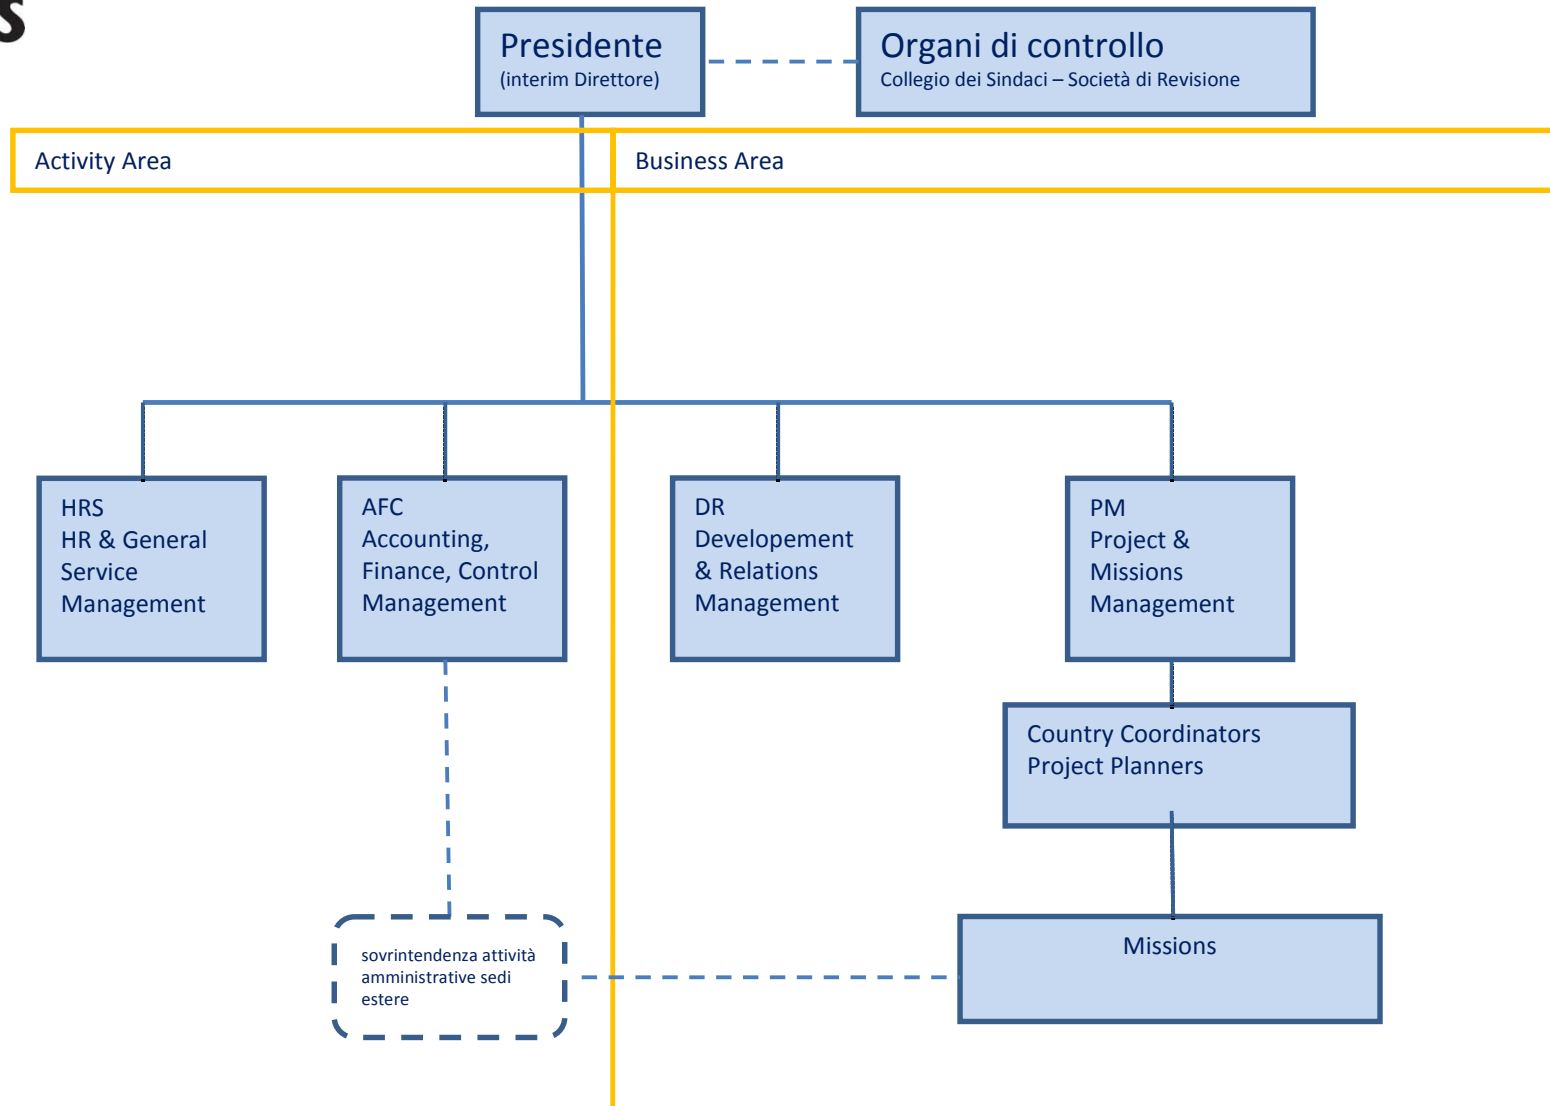 s
Presidente
(interim Direttore)
Organi di controllo
Collegio dei Sindaci – Società di Revisione
Activity Area
Business Area
HRS
HR & General
Service
Management
AFC
Accounting,
Finance, Control
Management
DR
Developement
& Relations
Management
PM
Project &
Missions
Management
Country Coordinators
Project Planners
sovrintendenza attività
amministrative sedi
estere
Missions